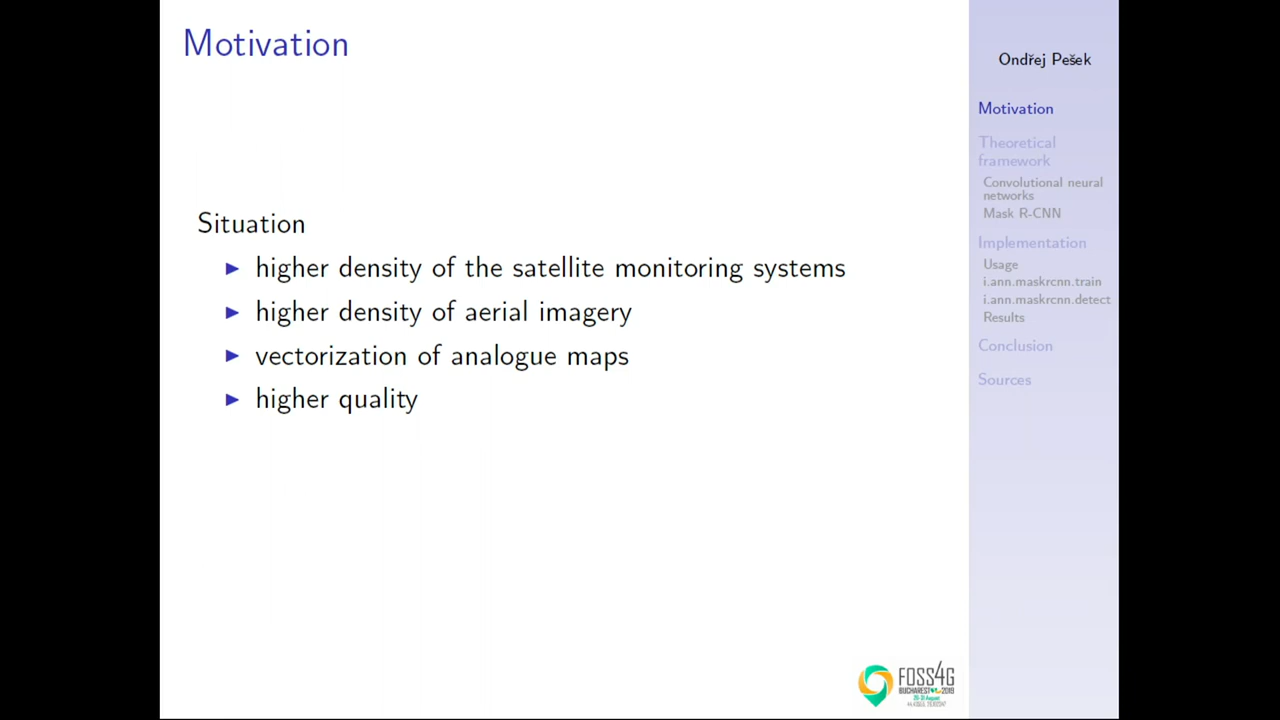 Motivation
Situation
higher density of the satellite monitoring systems
higher density of aerial imagery
vectorization of analogue maps
higher quality
Ondřej Pešek
Motivation
Theoretical
framework
Convolutional neural
networks
Mask R-CNN
Implementation
Usage
i.ann.maskrcnn.train
i.ann.maskrcnn.detect
Results
Conclusion
Sources
FOSS4G
BUCHAREST 2019